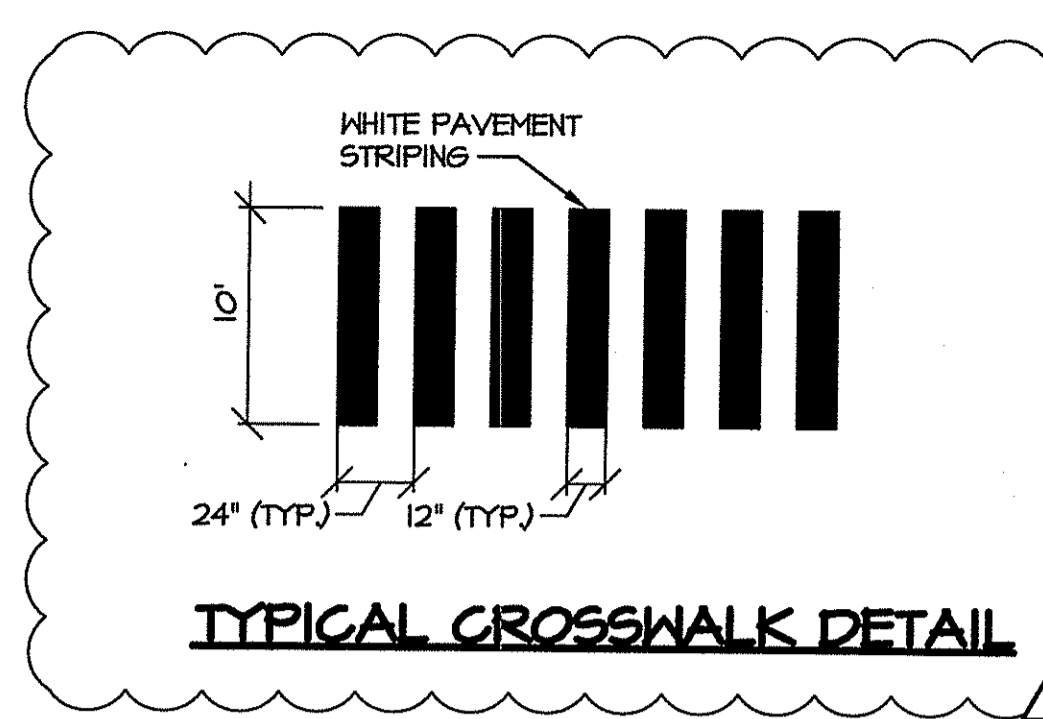 WHITE PAVEMENT
STRIPING
10'
24" (TYP.)
12" (TYP.)
TYPICAL CROSSWALK DETAIL